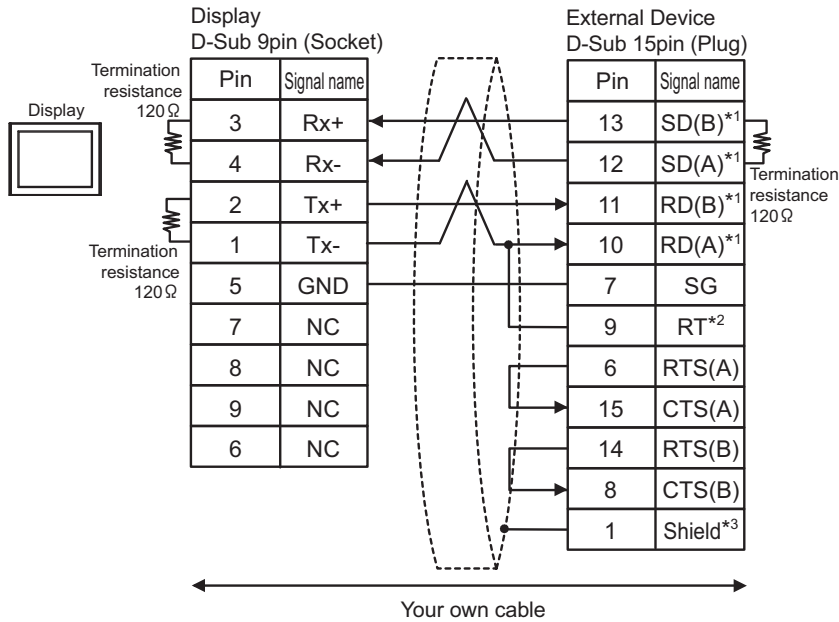 Display
D-Sub 9pin (Socket)
External Device
D-Sub 15pin (Plug)
Termination
resistance
120Ω
Display
Pin Signal name
3 Rx+
4 Rx-
2 Tx+
1 Tx-
5 GND
7 NC
8 NC
9 NC
6 NC
Termination
resistance
120Ω
Pin Signal name
13 SD(B)*1
12 SD(A)*1
11 RD(B)*1
10 RD(A)*1
7 SG
9 RT*2
6 RTS(A)
15 CTS(A)
14 RTS(B)
8 CTS(B)
1 Shield*3
Termination
resistance
120Ω
Your own cable